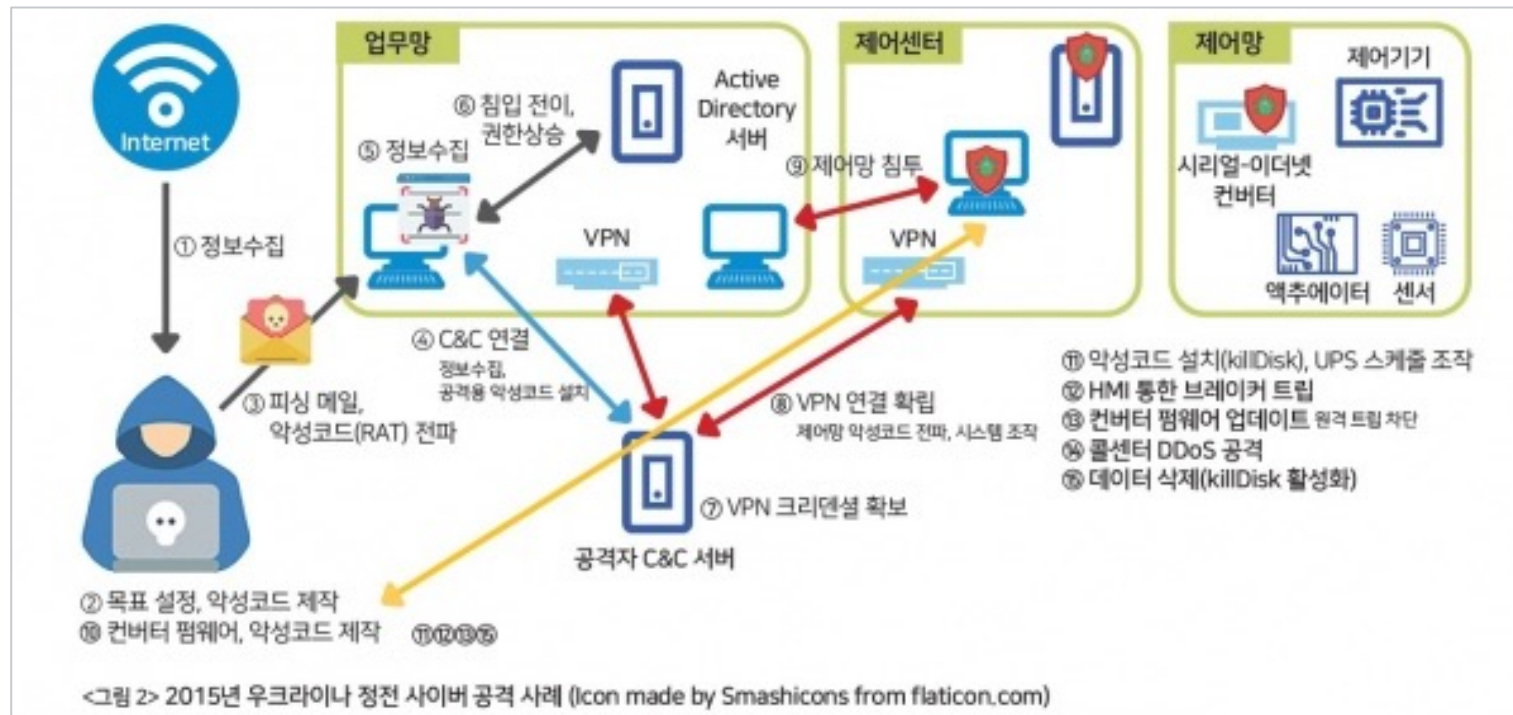 업무망
제어센터
제어망
Internet
Active
Directory
서버
제어기기
시리얼-이더넷
컨버터
액추에이터
센서
VPN
VPN
① 정보수집
② 목표 설정, 악성코드 제작
③ 피싱 메일,
악성코드(RAT) 전파
④ C&C 연결
정보수집,
공격용 악성코드 설치
⑤ 정보수집
⑥ 침입 전이,
권한상승
⑦ VPN 크리덴셜 확보
공격자 C&C 서버
⑧ VPN 연결 확립
제어망 악성코드 전파, 시스템 조작
⑨ 제어망 침투
⑩ 컨버터 펌웨어, 악성코드 제작 ⑪⑫⑬⑮
⑪ 악성코드 설치(killDisk), UPS 스케줄 조작
⑫ HMI 통한 브레이커 트립
⑬ 컨버터 펌웨어 업데이트 원격 트립 차단
⑭ 콜센터 DDoS 공격
⑮ 데이터 삭제(killDisk 활성화)
<그림 2> 2015년 우크라이나 정전 사이버 공격 사례 (Icon made by Smashicons from flaticon.com)